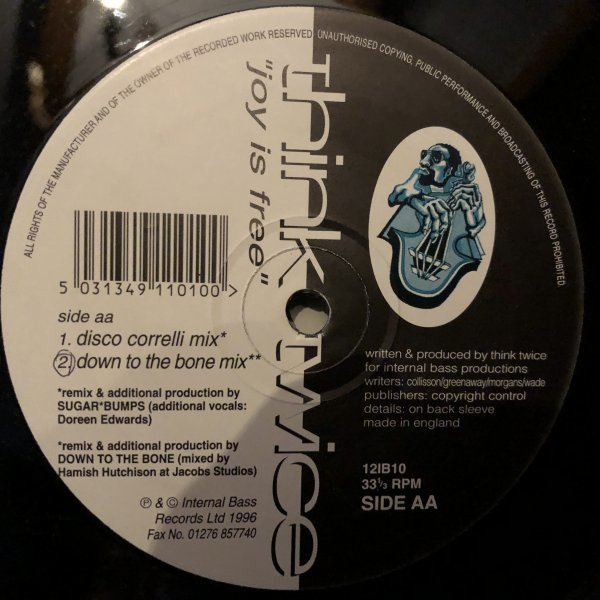 ALL RIGHTS OF THE MANUFACTURER AND OF THE OWNER OF THE RECORDED WORK RESERVED. UNAUTHORISED COPYING, PUBLIC PERFORMANCE AND BROADCASTING OF THIS RECORD PROHIBITED.
think twice
"joy is free"
5 031349 110100 >
side aa
1. disco correlli mix*
2. down to the bone mix**
*remix & additional production by
SUGAR*BUMPS (additional vocals:
Doreen Edwards)
*remix & additional production by
DOWN TO THE BONE (mixed by
Hamish Hutchison at Jacobs Studios)
℗ & © Internal Bass
Records Ltd 1996
Fax No. 01276 857740
written & produced by think twice
for internal bass productions
writers: collisson/greenaway/morgans/wade
publishers: copyright control
details: on back sleeve
made in england
12IB10
33⅓ RPM
SIDE AA